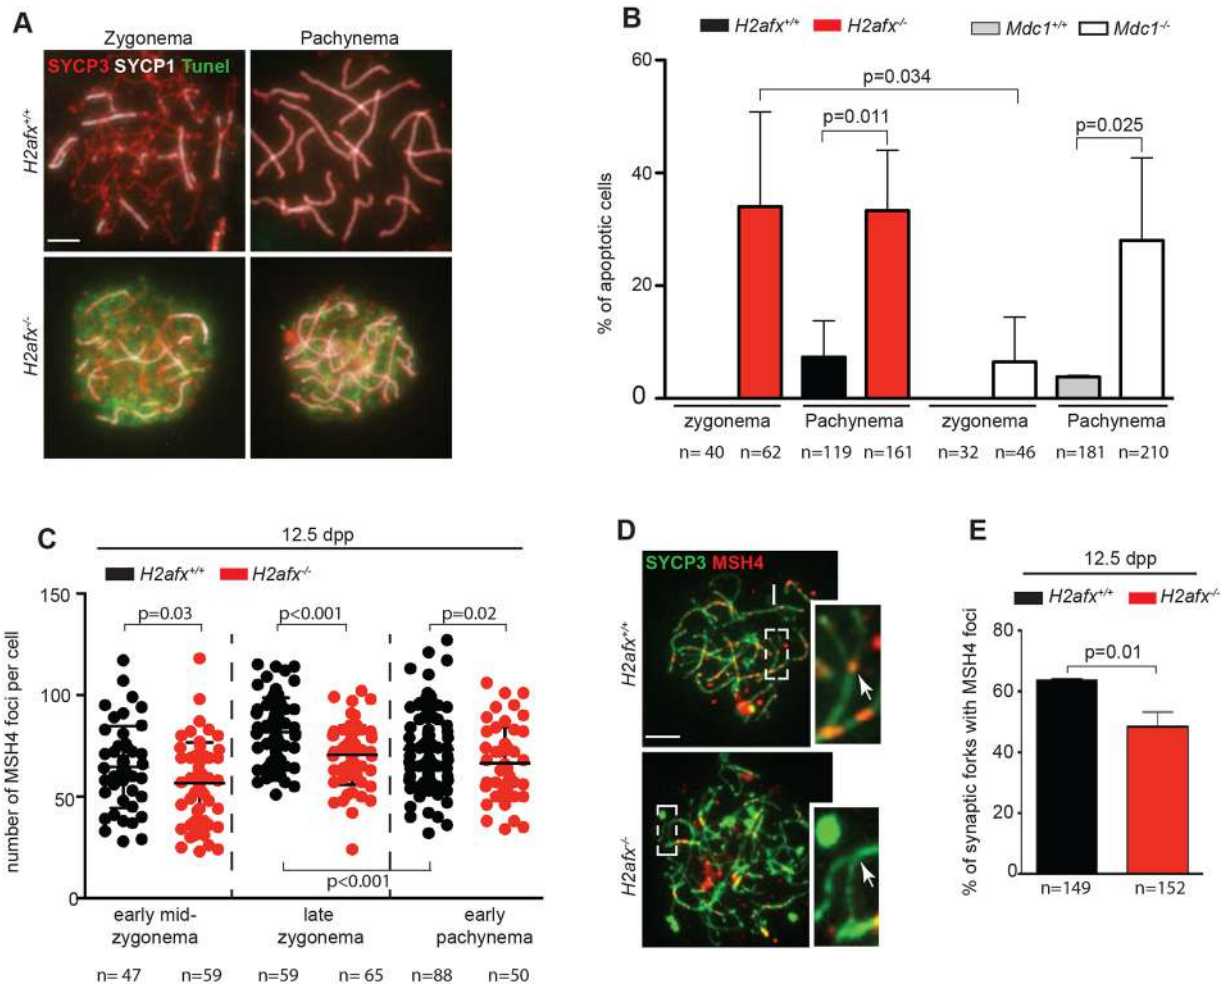 A
Zygonema Pachynema
SYCP3 SYCP1 Tunel
H2afx+/+
H2afx-/-
B
H2afx+/+ H2afx-/- Mdc1+/+ Mdc1-/-
% of apoptotic cells
60
40
20
0
p=0.034
p=0.011
p=0.025
zygonema Pachynema zygonema Pachynema
n= 40 n=62 n=119 n=161 n=32 n=46 n=181 n=210
C
12.5 dpp
H2afx+/+ H2afx-/-
number of MSH4 foci per cell
150
100
50
0
p=0.03 p<0.001 p=0.02
p<0.001
early mid-zygonema
late zygonema
early pachynema
n= 47 n=59 n=59 n= 65 n=88 n=50
D
SYCP3 MSH4
H2afx+/+
H2afx-/-
E
12.5 dpp
H2afx+/+ H2afx-/-
% of synaptic forks with MSH4 foci
80
60
40
20
0
p=0.01
n=149 n=152